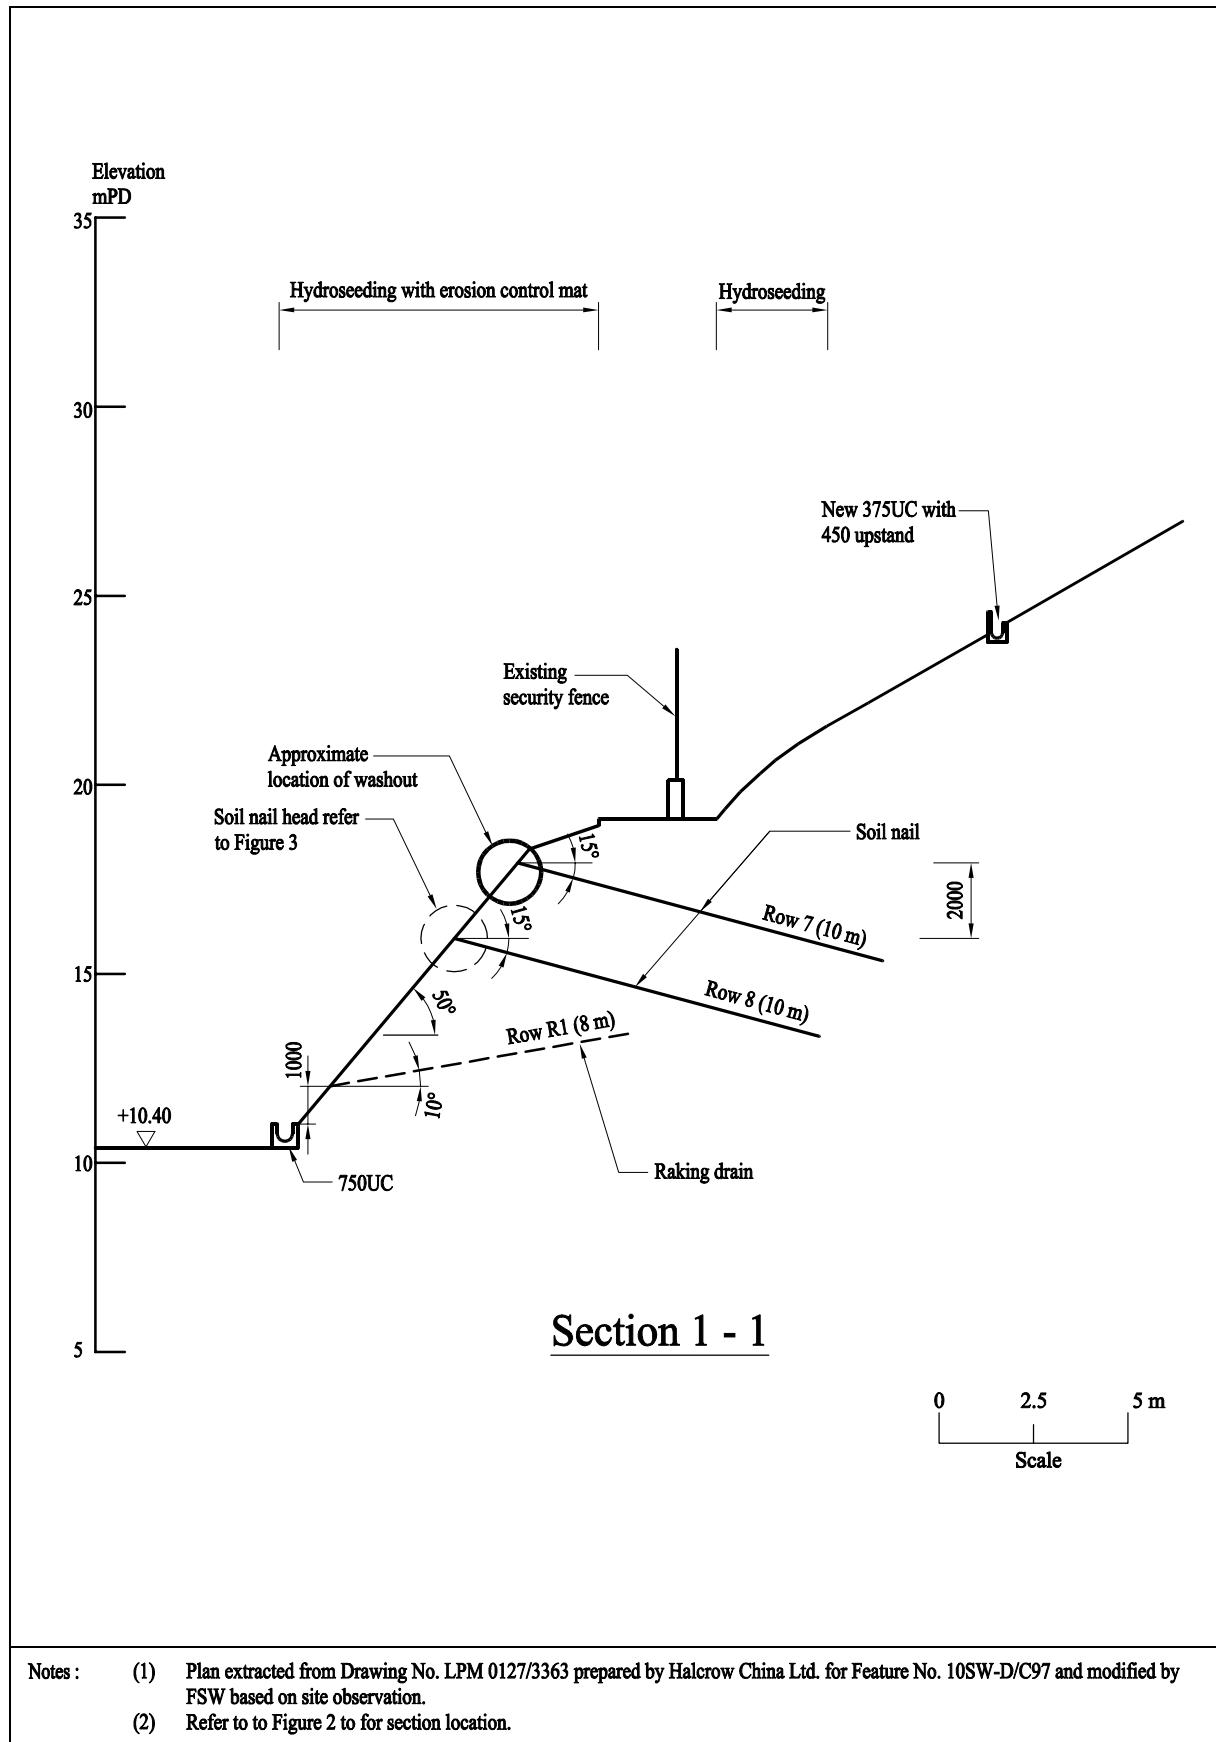 Elevation
mPD
35
Hydroseeding with erosion control mat
Hydroseeding
30
New 375UC with
450 upstand
25
Existing
security fence
Approximate
location of washout
20
Soil nail head refer
to Figure 3
15°
Soil nail
2000
Row 7 (10 m)
15°
15
Row 8 (10 m)
50°
Row R1 (8 m)
1000
10°
+10.40
10
750UC
Raking drain
Section 1 - 1
5
0 2.5 5 m
Scale
Notes : (1) Plan extracted from Drawing No. LPM 0127/3363 prepared by Halcrow China Ltd. for Feature No. 10SW-D/C97 and modified by
FSW based on site observation.
(2) Refer to to Figure 2 to for section location.